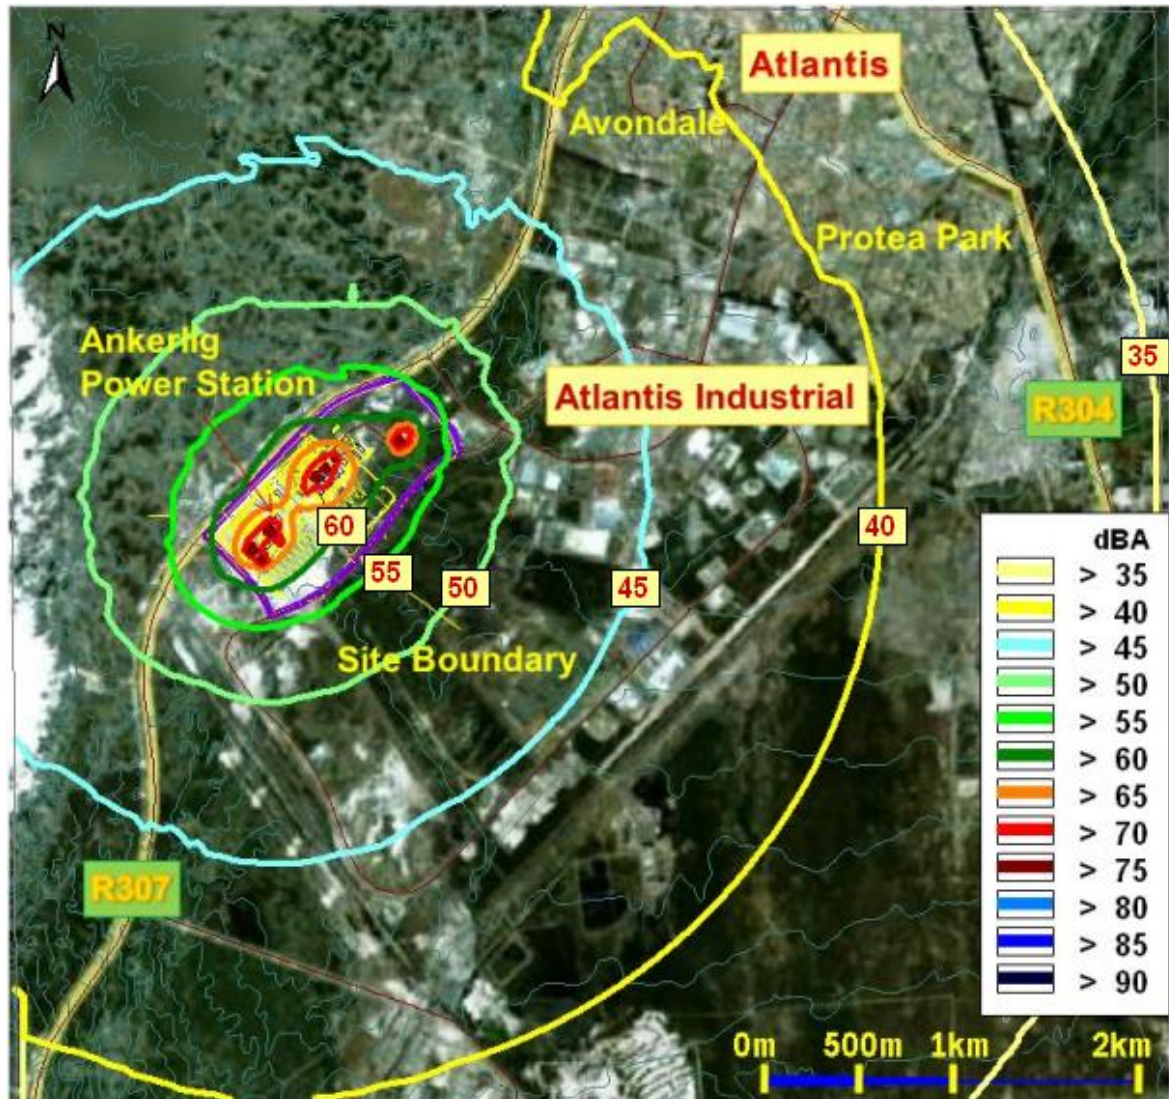 N
Atlantis
Avondale
Protea Park
Ankerlig
Power Station
35
Atlantis Industrial
R304
60
40
55
50
45
Site Boundary
dBA
> 35
> 40
> 45
> 50
> 55
> 60
> 65
> 70
> 75
> 80
> 85
> 90
R307
0m 500m 1km 2km